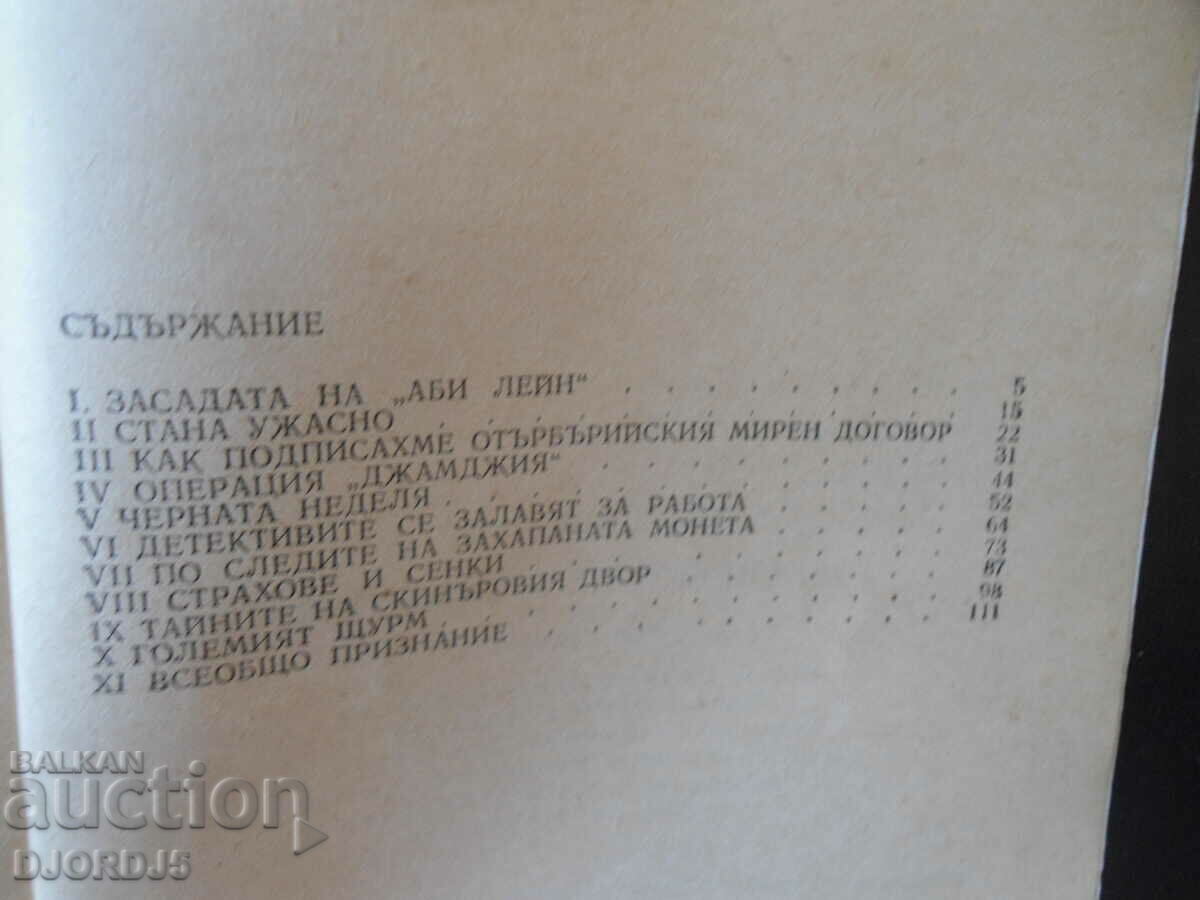 СЪДЪРЖАНИЕ
I. ЗАСАДАТА НА „АБИ ЛЕЙН“ . . . . . . . . . 5
II СТАНА УЖАСНО . . . . . . . . . . . . 15
III КАК ПОДПИСАХМЕ ОТЪРБЪРИЙСКИЯ МИРЕН ДОГОВОР 22
IV ОПЕРАЦИЯ „ДЖАМДЖИЯ“ . . . . . . . . . 31
V ЧЕРНАТА НЕДЕЛЯ . . . . . . . . . . . . 44
VI ДЕТЕКТИВИТЕ СЕ ЗАЛАВЯТ ЗА РАБОТА . . . . . 52
VII ПО СЛЕДИТЕ НА ЗАХАПАНАТА МОНЕТА . . . . . 64
VIII СТРАХОВЕ И СЕНКИ . . . . . . . . . . . 73
IX ТАЙНИТЕ НА СКИНЪРОВИЯ ДВОР . . . . . . . 87
X ГОЛЕМИЯТ ЩУРМ . . . . . . . . . . . . 98
XI ВСЕОБЩО ПРИЗНАНИЕ . . . . . . . . . . 111
BALKAN
auction
DJORDJ5